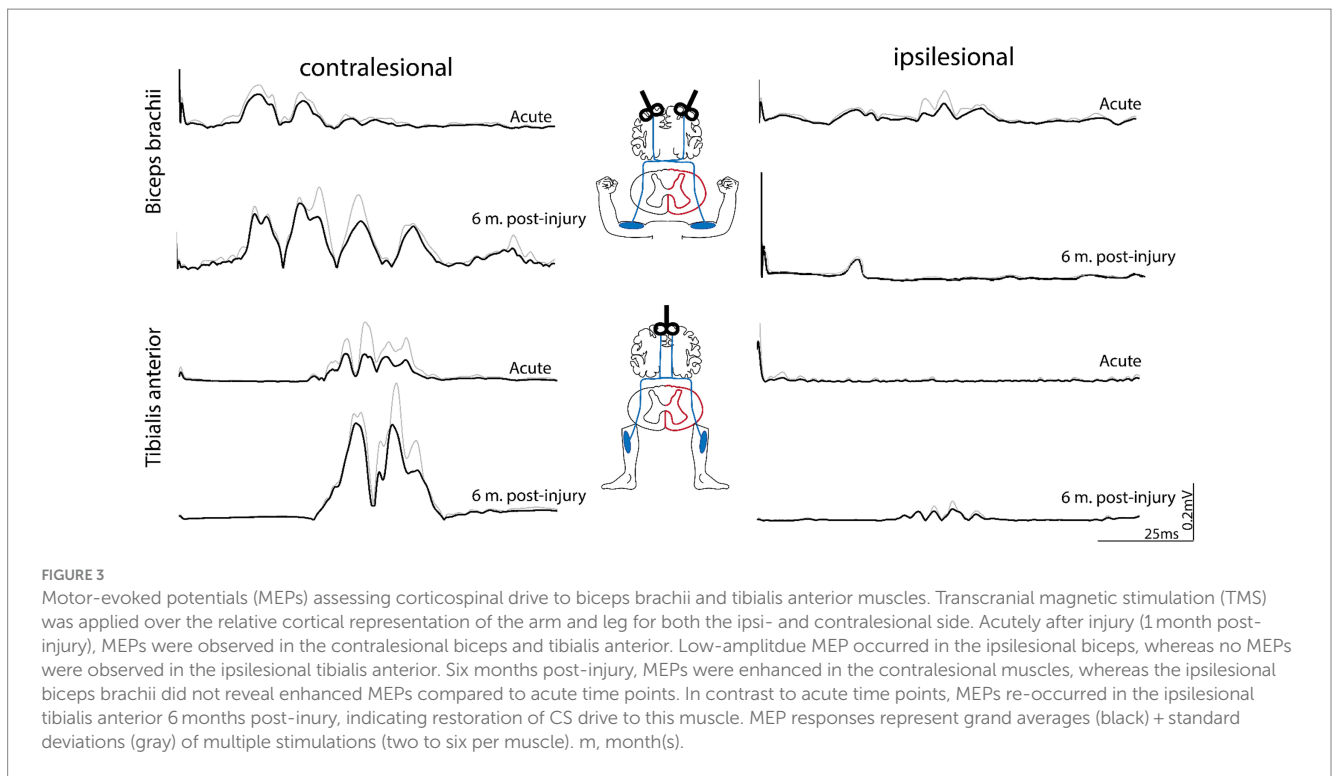 contralesional
ipsilesional
Biceps brachii
Acute
Acute
6 m. post-injury
6 m. post-injury
Tibialis anterior
Acute
Acute
6 m. post-injury
6 m. post-injury
0.2mV
25ms
FIGURE 3
Motor-evoked potentials (MEPs) assessing corticospinal drive to biceps brachii and tibialis anterior muscles. Transcranial magnetic stimulation (TMS)
was applied over the relative cortical representation of the arm and leg for both the ipsi- and contralesional side. Acutely after injury (1 month post-
injury), MEPs were observed in the contralesional biceps and tibialis anterior. Low-amplitdue MEP occurred in the ipsilesional biceps, whereas no MEPs
were observed in the ipsilesional tibialis anterior. Six months post-injury, MEPs were enhanced in the contralesional muscles, whereas the ipsilesional
biceps brachii did not reveal enhanced MEPs compared to acute time points. In contrast to acute time points, MEPs re-occurred in the ipsilesional
tibialis anterior 6 months post-inury, indicating restoration of CS drive to this muscle. MEP responses represent grand averages (black) + standard
deviations (gray) of multiple stimulations (two to six per muscle). m, month(s).